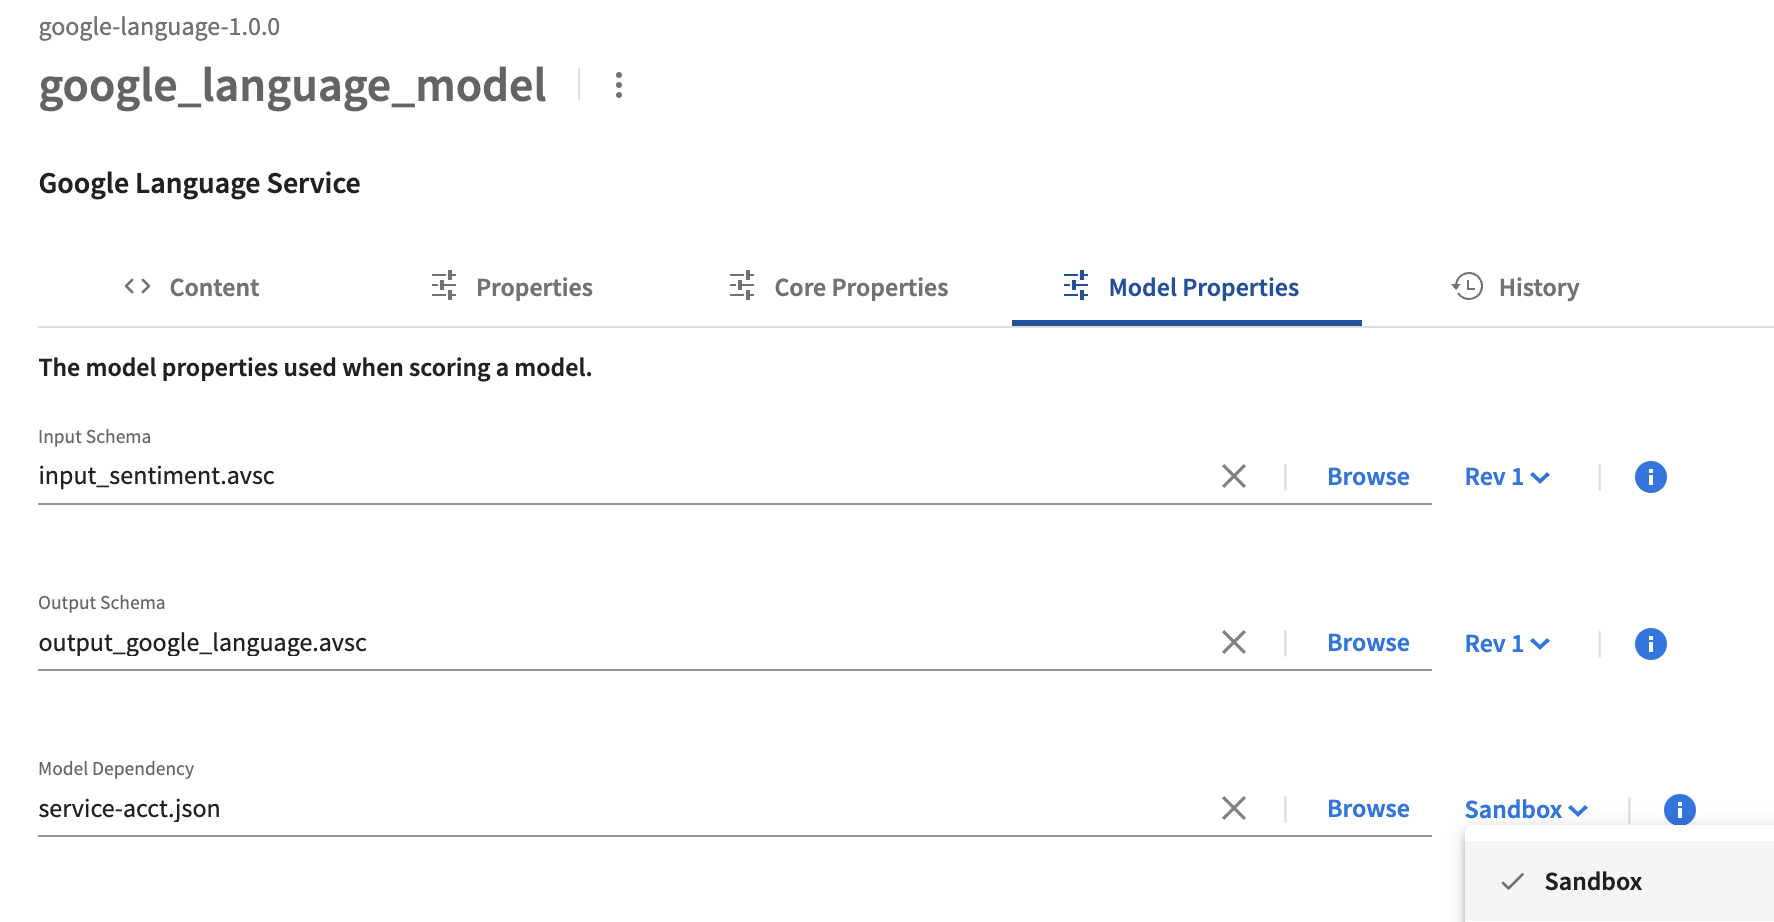 google-language-1.0.0
google_language_model
Google Language Service
Content Properties Core Properties Model Properties History
The model properties used when scoring a model.
Input Schema
input_sentiment.avsc Browse Rev 1
Output Schema
output_google_language.avsc Browse Rev 1
Model Dependency
service-acct.json Browse Sandbox
Sandbox